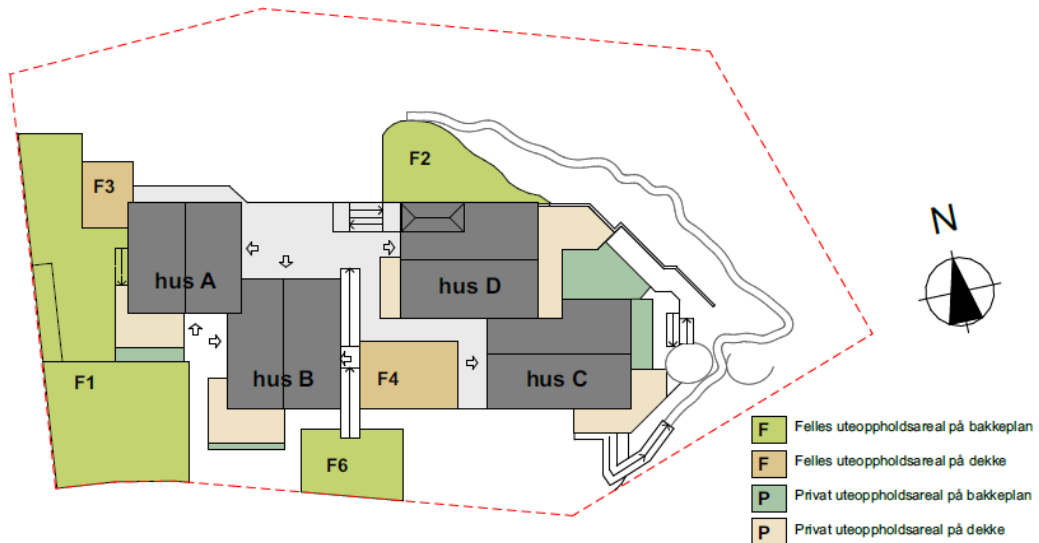 N
F2
F3
hus A
hus D
hus B
F4
hus C
F1
F6
F Felles uteoppholdsareal på bakkeplan
F Felles uteoppholdsareal på dekke
P Privat uteoppholdsareal på bakkeplan
P Privat uteoppholdsareal på dekke